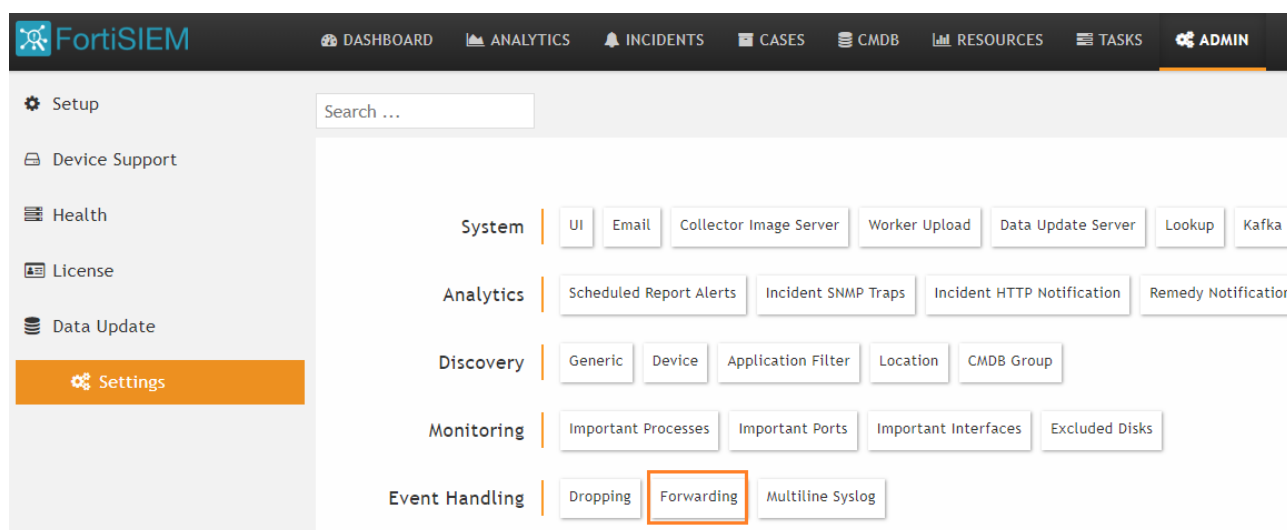 FortiSIEM DASHBOARD ANALYTICS INCIDENTS CASES CMDB RESOURCES TASKS ADMIN
Setup
Search ...
Device Support
Health
System UI Email Collector Image Server Worker Upload Data Update Server Lookup Kafka
License
Analytics Scheduled Report Alerts Incident SNMP Traps Incident HTTP Notification Remedy Notification
Data Update
Discovery Generic Device Application Filter Location CMDB Group
Settings
Monitoring Important Processes Important Ports Important Interfaces Excluded Disks
Event Handling Dropping Forwarding Multiline Syslog